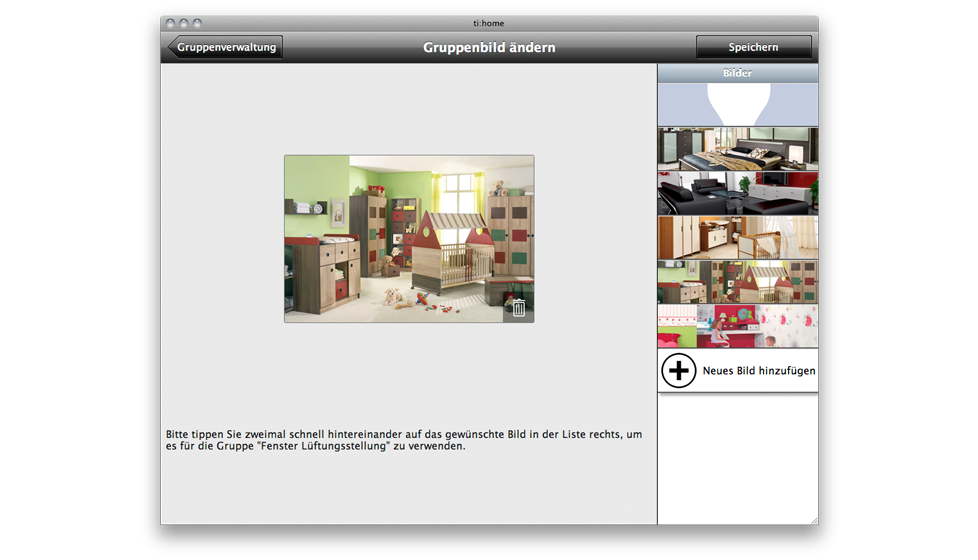 ti:home
Gruppenverwaltung
Gruppenbild ändern
Speichern
Bilder
Neues Bild hinzufügen
Bitte tippen Sie zweimal schnell hintereinander auf das gewünschte Bild in der Liste rechts, um
es für die Gruppe "Fenster Lüftungsstellung" zu verwenden.